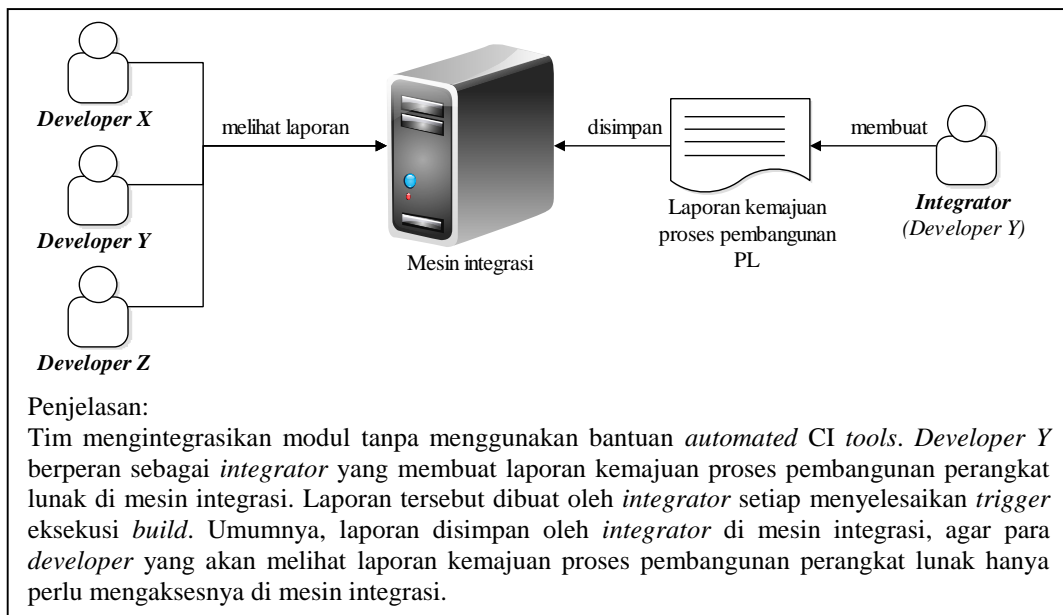 Developer X
melihat laporan
disimpan
membuat
Developer Y
Integrator
(Developer Y)
Laporan kemajuan
proses pembangunan
PL
Mesin integrasi
Developer Z
Penjelasan:
Tim mengintegrasikan modul tanpa menggunakan bantuan automated CI tools. Developer Y
berperan sebagai integrator yang membuat laporan kemajuan proses pembangunan perangkat
lunak di mesin integrasi. Laporan tersebut dibuat oleh integrator setiap menyelesaikan trigger
eksekusi build. Umumnya, laporan disimpan oleh integrator di mesin integrasi, agar para
developer yang akan melihat laporan kemajuan proses pembangunan perangkat lunak hanya
perlu mengaksesnya di mesin integrasi.